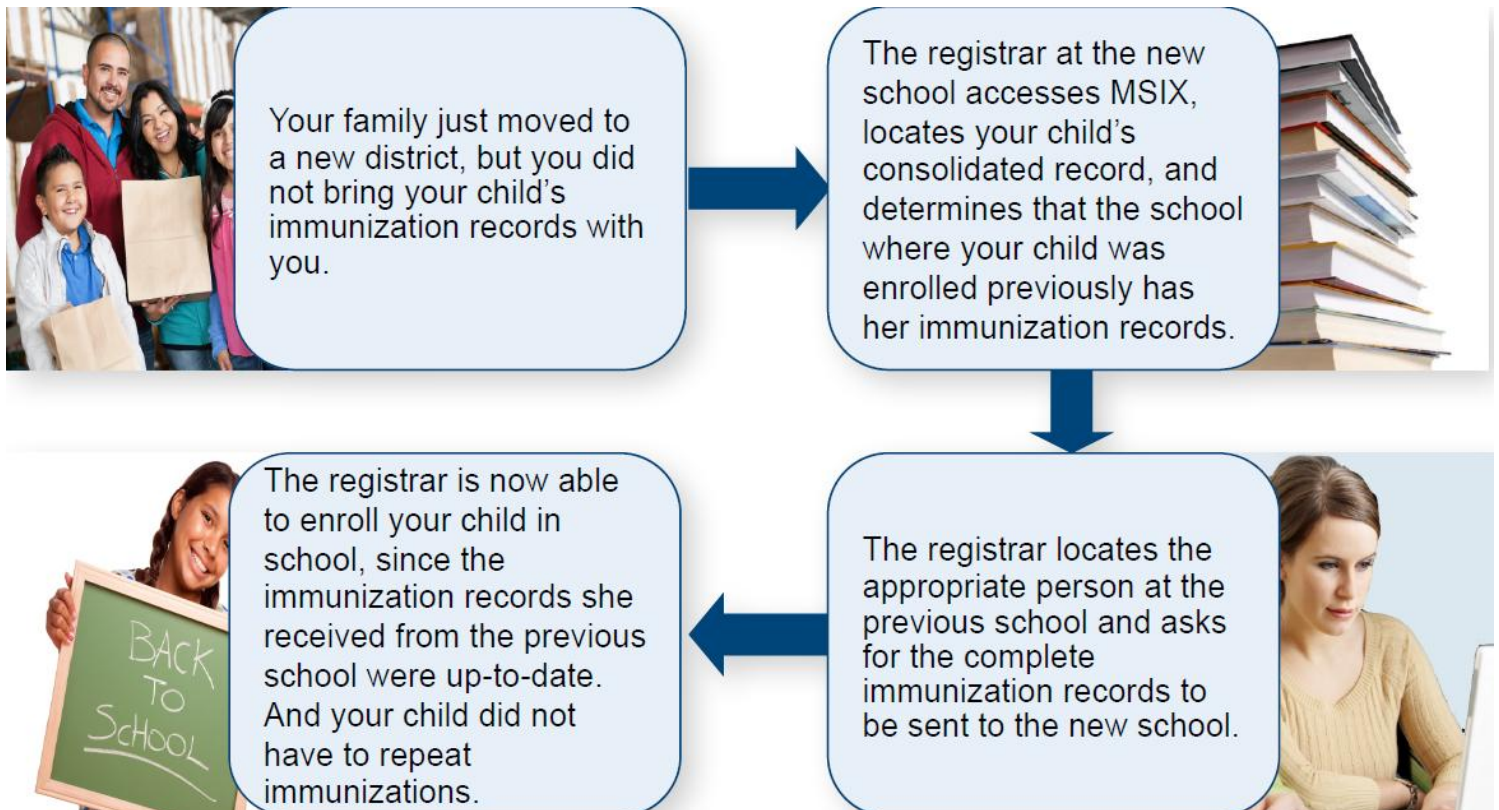 Your family just moved to
a new district, but you did
not bring your child's
immunization records with
you.
The registrar at the new
school accesses MSIX,
locates your child's
consolidated record, and
determines that the school
where your child was
enrolled previously has
her immunization records.
The registrar locates the
appropriate person at the
previous school and asks
for the complete
immunization records to
be sent to the new school.
The registrar is now able
to enroll your child in
school, since the
immunization records she
received from the previous
school were up-to-date.
And your child did not
have to repeat
immunizations.
BACK
TO
SCHOOL